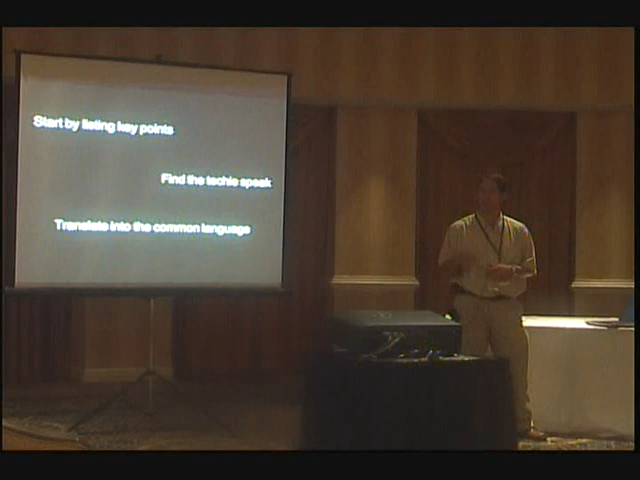 Start by listing key points
Find the techie speak
Translate into the common language